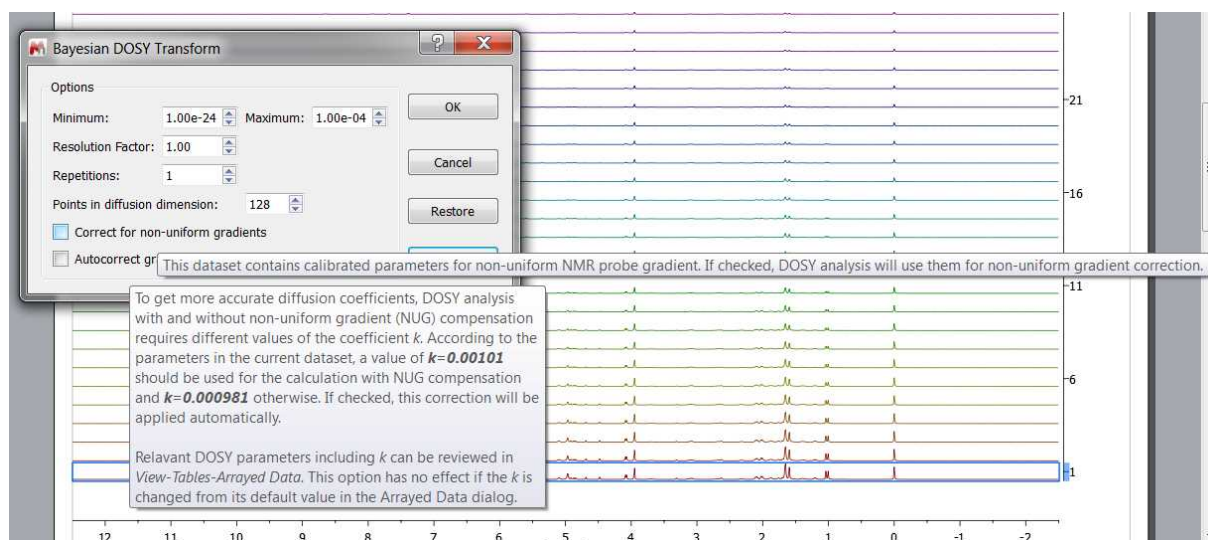 Bayesian DOSY Transform
Options
Minimum: 1.00e-24 Maximum: 1.00e-04
OK
Resolution Factor: 1.00
Repetitions: 1
Cancel
Points in diffusion dimension: 128
Restore
Correct for non-uniform gradients
Autocorrect gr
This dataset contains calibrated parameters for non-uniform NMR probe gradient. If checked, DOSY analysis will use them for non-uniform gradient correction.
To get more accurate diffusion coefficients, DOSY analysis
with and without non-uniform gradient (NUG) compensation
requires different values of the coefficient k. According to the
parameters in the current dataset, a value of k=0.00101
should be used for the calculation with NUG compensation
and k=0.000981 otherwise. If checked, this correction will be
applied automatically.
Relavant DOSY parameters including k can be reviewed in
View-Tables-Arrayed Data. This option has no effect if the k is
changed from its default value in the Arrayed Data dialog.
21
16
11
6
1
12 11 10 9 8 7 6 5 4 3 2 1 0 -1 -2